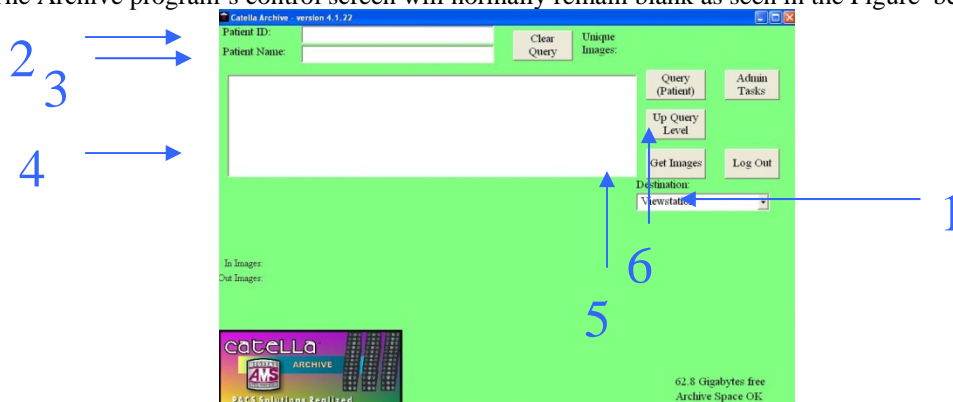 The Archive program's control screen will normally remain blank as seen in the Figure be
Catella Archive - version 4.1.22
Patient ID:
Patient Name:
Clear Query
Unique Images:
2
3
4
Query (Patient)
Admin Tasks
Up Query Level
Get Images
Log Out
Destination:
Viewstation
1
6
5
In Images:
Out Images:
catella
ARCHIVE
AMS
PACS Solutions Realized
62.8 Gigabytes free
Archive Space OK